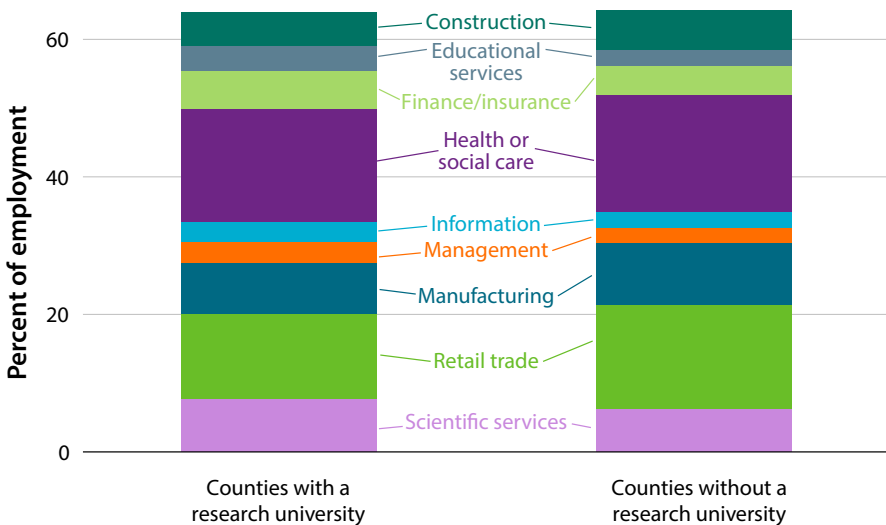 60
40
20
0
Percent of employment
Construction
Educational
services
Finance/insurance
Health or
social care
Information
Management
Manufacturing
Retail trade
Scientific services
Counties with a
research university
Counties without a
research university